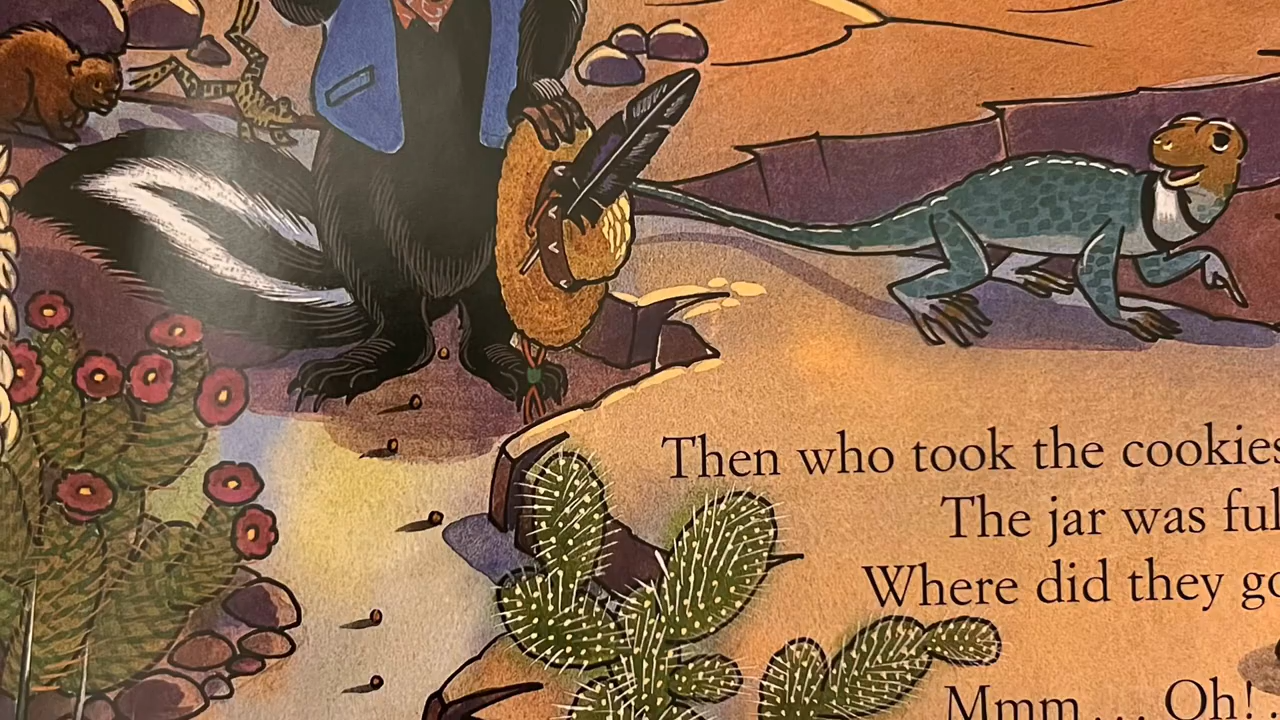 Then who took the cookies
The jar was ful
Where did they go
Mmm . . . Oh! .